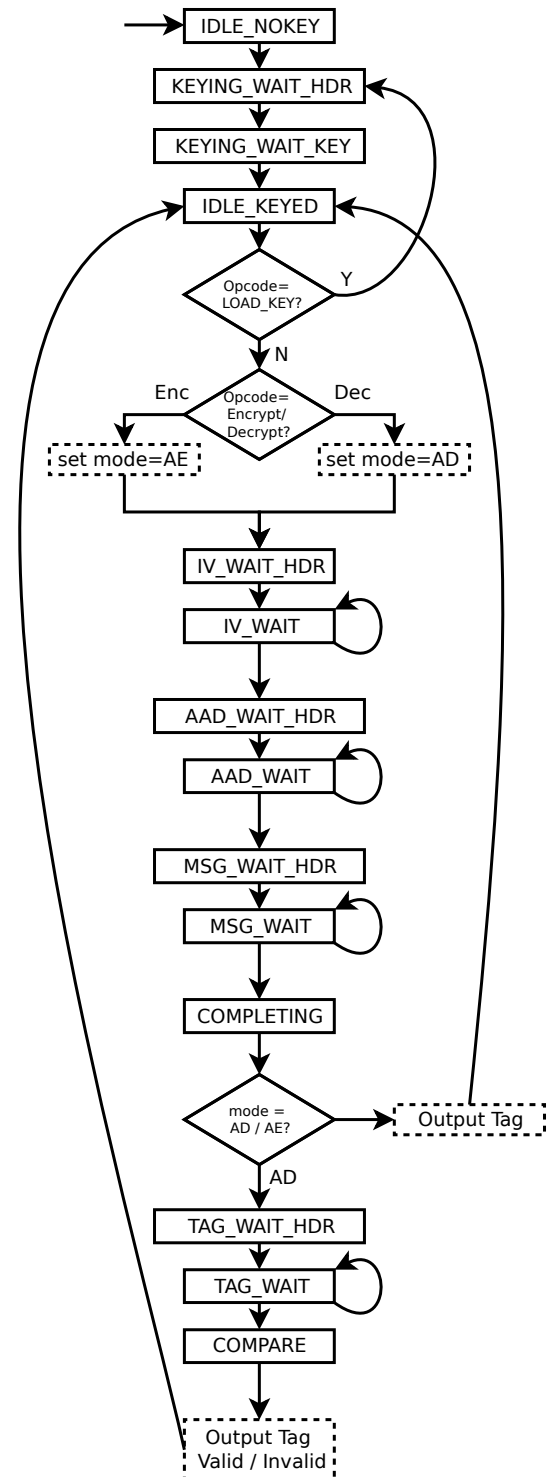 IDLE_NOKEY
KEYING_WAIT_HDR
KEYING_WAIT_KEY
IDLE_KEYED
Opcode=
LOAD_KEY?
Y
N
Enc
Opcode=
Encrypt/
Decrypt?
Dec
set mode=AE
set mode=AD
IV_WAIT_HDR
IV_WAIT
AAD_WAIT_HDR
AAD_WAIT
MSG_WAIT_HDR
MSG_WAIT
COMPLETING
mode =
AD / AE?
Output Tag
AD
TAG_WAIT_HDR
TAG_WAIT
COMPARE
Output Tag
Valid / Invalid